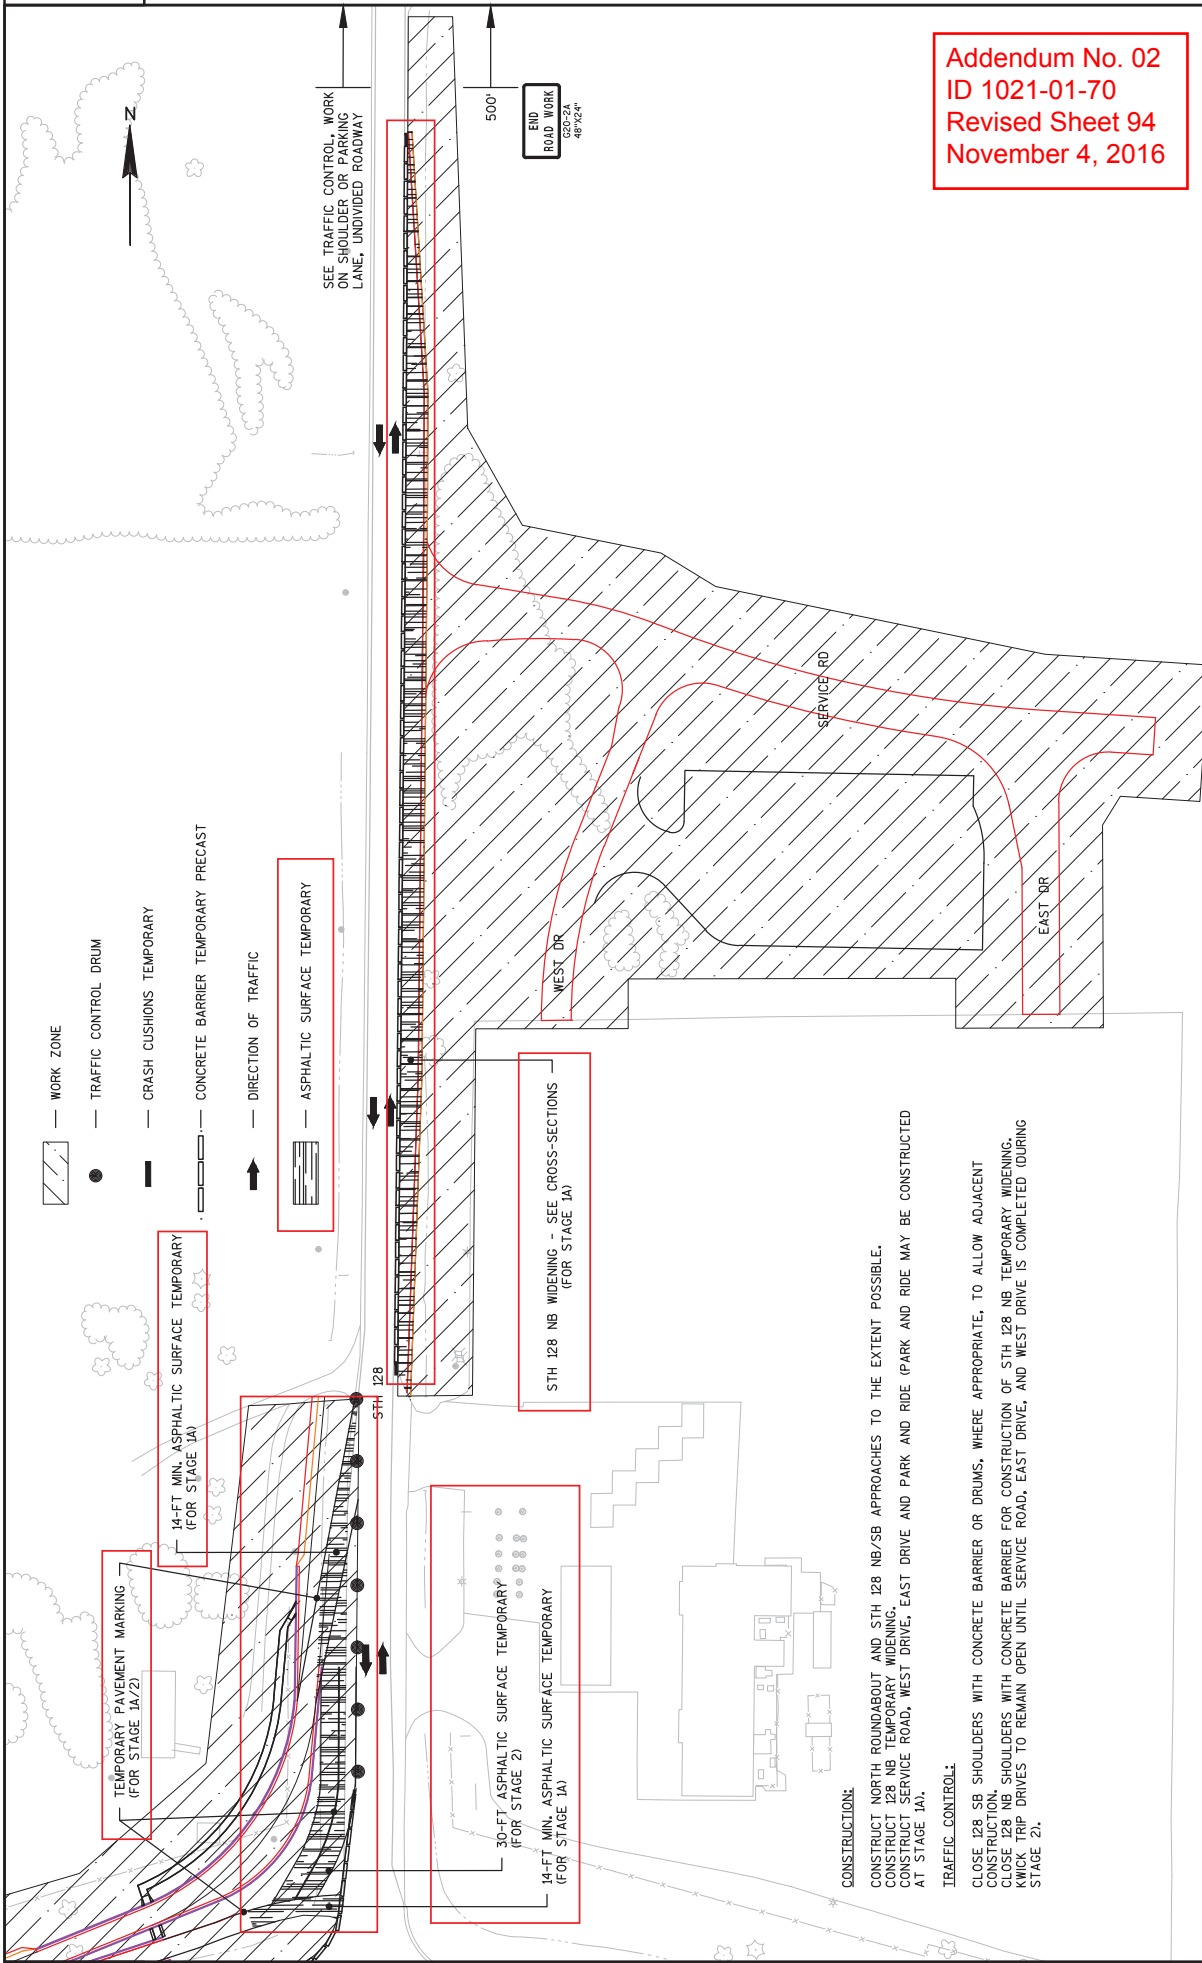 Addendum No. 02
ID 1021-01-70
Revised Sheet 94
November 4, 2016
N
SEE TRAFFIC CONTROL, WORK
ON SHOULDER OR PARKING
LANE, UNDIVIDED ROADWAY
500'
END
ROAD WORK
G20-2A
48"X24"
WORK ZONE
TRAFFIC CONTROL DRUM
CRASH CUSHIONS TEMPORARY
CONCRETE BARRIER TEMPORARY PRECAST
DIRECTION OF TRAFFIC
ASPHALTIC SURFACE TEMPORARY
14-FT MIN. ASPHALTIC SURFACE TEMPORARY
(FOR STAGE 1A)
TEMPORARY PAVEMENT MARKING
(FOR STAGE 1A/2)
STH 128
SERVICE RD
WEST DR
EAST DR
STH 128 NB WIDENING - SEE CROSS-SECTIONS
(FOR STAGE 1A)
30-FT ASPHALTIC SURFACE TEMPORARY
(FOR STAGE 2)
14-FT MIN. ASPHALTIC SURFACE TEMPORARY
(FOR STAGE 1A)
CONSTRUCTION:
CONSTRUCT NORTH ROUNDABOUT AND STH 128 NB/SB APPROACHES TO THE EXTENT POSSIBLE.
CONSTRUCT 128 NB TEMPORARY WIDENING.
CONSTRUCT SERVICE ROAD, WEST DRIVE, EAST DRIVE AND PARK AND RIDE (PARK AND RIDE MAY BE CONSTRUCTED
AT STAGE 1A).
TRAFFIC CONTROL:
CLOSE 128 SB SHOULDERS WITH CONCRETE BARRIER OR DRUMS, WHERE APPROPRIATE, TO ALLOW ADJACENT
CONSTRUCTION.
CLOSE 128 NB SHOULDERS WITH CONCRETE BARRIER FOR CONSTRUCTION OF STH 128 NB TEMPORARY WIDENING.
KWICK TRIP DRIVES TO REMAIN OPEN UNTIL SERVICE ROAD, EAST DRIVE, AND WEST DRIVE IS COMPLETED (DURING
STAGE 2).